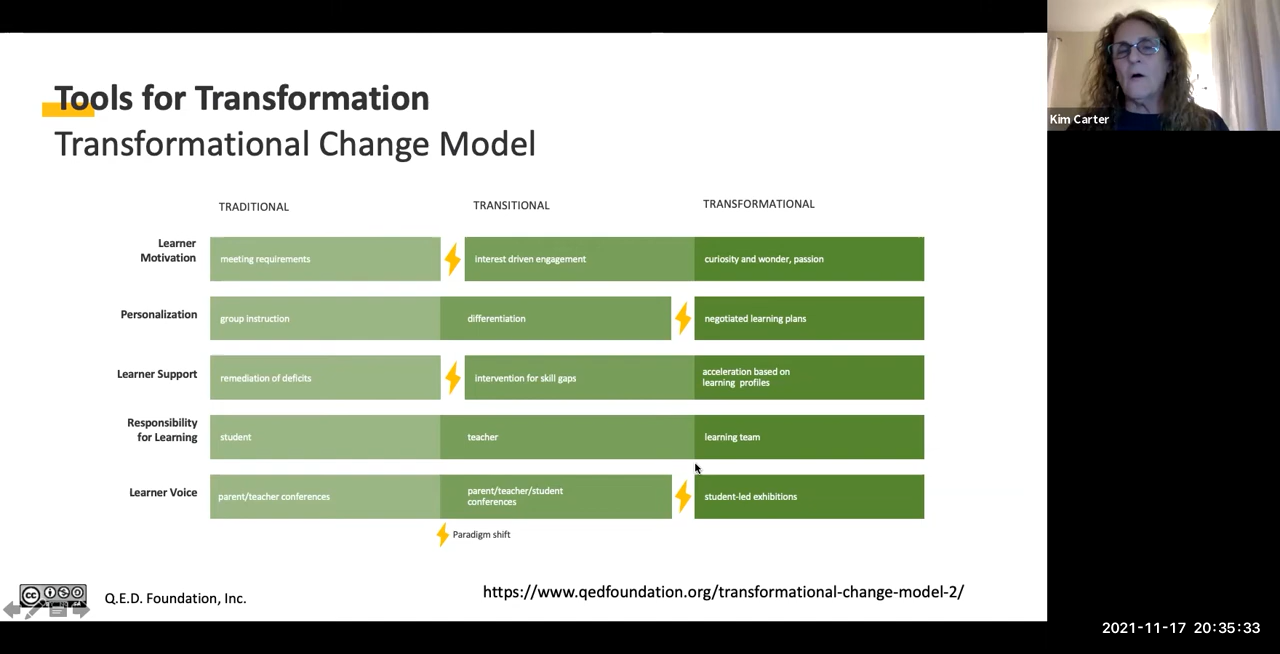 Tools for Transformation
Transformational Change Model
TRADITIONAL
TRANSITIONAL
TRANSFORMATIONAL
Learner
Motivation
meeting requirements
interest driven engagement
curiosity and wonder, passion
Personalization
group instruction
differentiation
negotiated learning plans
Learner Support
remediation of deficits
intervention for skill gaps
acceleration based on
learning profiles
Responsibility
for Learning
student
teacher
learning team
Learner Voice
parent/teacher conferences
parent/teacher/student
conferences
student-led exhibitions
Paradigm shift
cc
Q.E.D. Foundation, Inc.
https://www.qedfoundation.org/transformational-change-model-2/
Kim Carter
2021-11-17 20:35:33